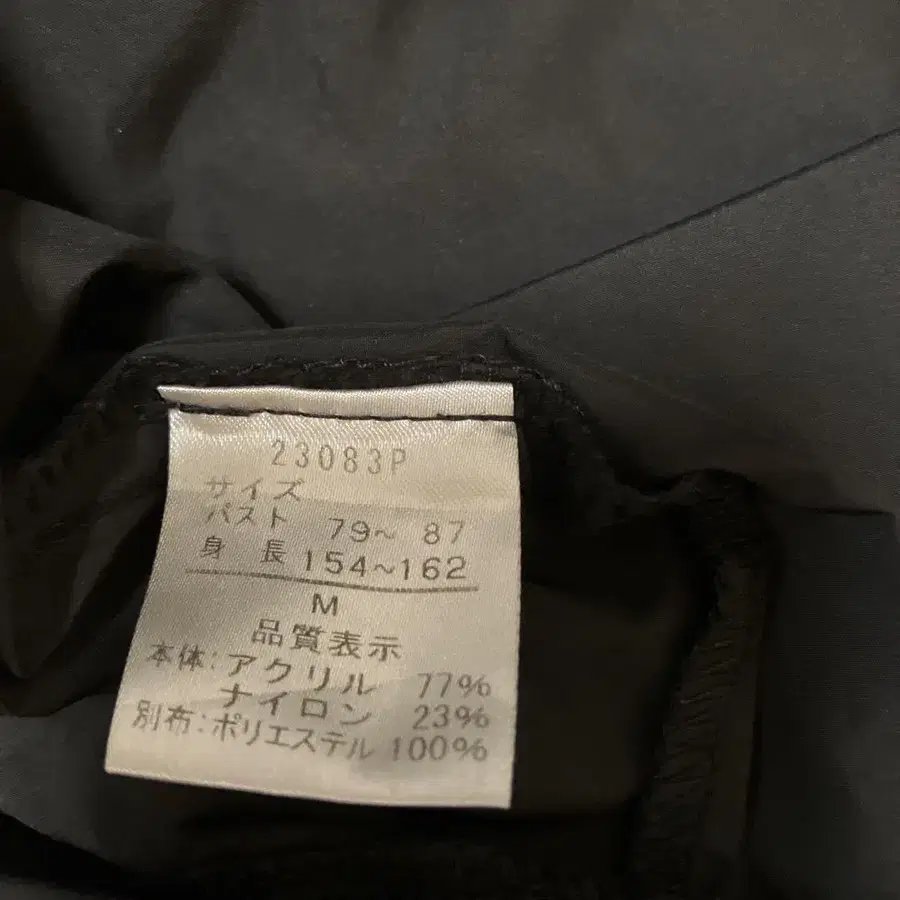 23083P
サイズ
バスト 79～ 87
身 長 154～162
M
品質表示
本体:アクリル 77%
ナイロン 23%
別布:ポリエステル 100%